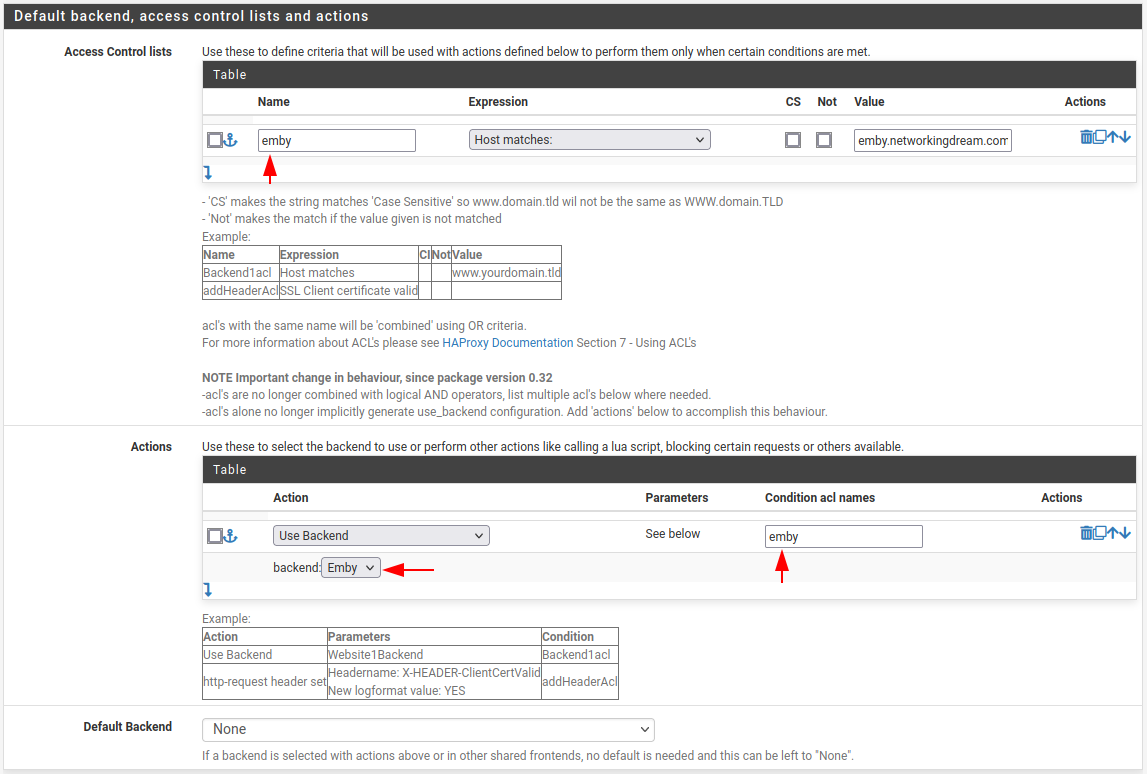 Default backend, access control lists and actions
Access Control lists
Use these to define criteria that will be used with actions defined below to perform them only when certain conditions are met.
Table
Name Expression CS Not Value Actions
emby Host matches: emby.networkingdream.com
- 'CS' makes the string matches 'Case Sensitive' so www.domain.tld wil not be the same as WWW.domain.TLD
- 'Not' makes the match if the value given is not matched
Example:
Name Expression CI Not Value
Backend1acl Host matches www.yourdomain.tld
addHeaderAcl SSL Client certificate valid
acl's with the same name will be 'combined' using OR criteria.
For more information about ACL's please see HAProxy Documentation Section 7 - Using ACL's
NOTE Important change in behaviour, since package version 0.32
-acl's are no longer combined with logical AND operators, list multiple acl's below where needed.
-acl's alone no longer implicitly generate use_backend configuration. Add 'actions' below to accomplish this behaviour.
Actions
Use these to select the backend to use or perform other actions like calling a lua script, blocking certain requests or others available.
Table
Action Parameters Condition acl names Actions
Use Backend See below emby
backend: Emby
Example:
Action Parameters Condition
Use Backend Website1Backend Backend1acl
http-request header set Headername: X-HEADER-ClientCertValid addHeaderAcl
New logformat value: YES
Default Backend
None
If a backend is selected with actions above or in other shared frontends, no default is needed and this can be left to "None".